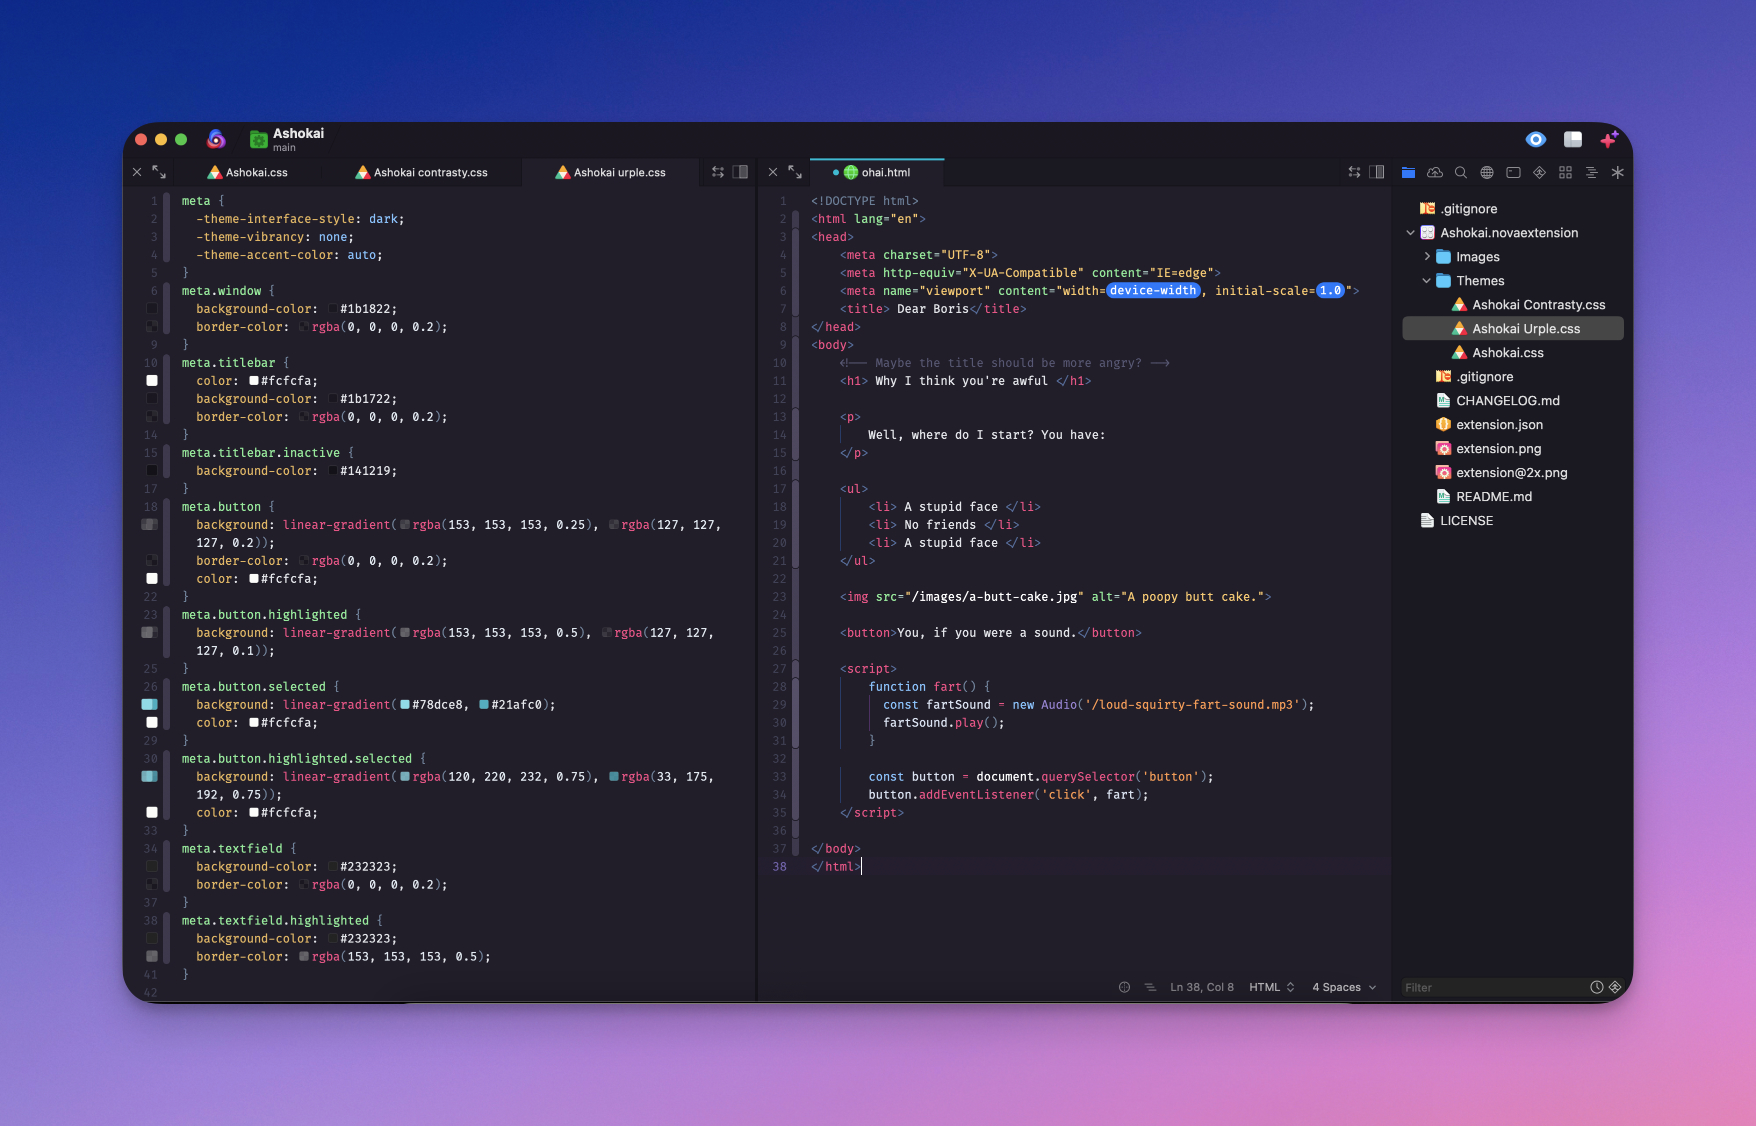 Ashokai
main
Ashokai.css
Ashokai contrasty.css
Ashokai urple.css
1 meta {
2 -theme-interface-style: dark;
3 -theme-vibrancy: none;
4 -theme-accent-color: auto;
5 }
6 meta.window {
background-color: #1b1822;
border-color: rgba(0, 0, 0, 0.2);
9 }
10 meta.titlebar {
color: #fcfcfa;
background-color: #1b1722;
border-color: rgba(0, 0, 0, 0.2);
14 }
15 meta.titlebar.inactive {
background-color: #141219;
17 }
18 meta.button {
background: linear-gradient(rgba(153, 153, 153, 0.25), rgba(127, 127,
127, 0.2));
border-color: rgba(0, 0, 0, 0.2);
color: #fcfcfa;
22 }
23 meta.button.highlighted {
background: linear-gradient(rgba(153, 153, 153, 0.5), rgba(127, 127,
127, 0.1));
25 }
26 meta.button.selected {
background: linear-gradient(#78dce8, #21afc0);
color: #fcfcfa;
29 }
30 meta.button.highlighted.selected {
background: linear-gradient(rgba(120, 220, 232, 0.75), rgba(33, 175,
192, 0.75));
color: #fcfcfa;
33 }
34 meta.textfield {
background-color: #232323;
border-color: rgba(0, 0, 0, 0.2);
37 }
38 meta.textfield.highlighted {
background-color: #232323;
border-color: rgba(153, 153, 153, 0.5);
41 }
42
ohai.html
1 <!DOCTYPE html>
2 <html lang="en">
3 <head>
4 <meta charset="UTF-8">
5 <meta http-equiv="X-UA-Compatible" content="IE=edge">
6 <meta name="viewport" content="width=device-width, initial-scale=1.0">
7 <title> Dear Boris</title>
8 </head>
9 <body>
10 <!-- Maybe the title should be more angry? -->
11 <h1> Why I think you're awful </h1>
12
13 <p>
14 Well, where do I start? You have:
15 </p>
16
17 <ul>
18 <li> A stupid face </li>
19 <li> No friends </li>
20 <li> A stupid face </li>
21 </ul>
22
23 <img src="/images/a-butt-cake.jpg" alt="A poopy butt cake.">
24
25 <button>You, if you were a sound.</button>
26
27 <script>
28 function fart() {
29 const fartSound = new Audio('/loud-squirty-fart-sound.mp3');
30 fartSound.play();
31 }
32
33 const button = document.querySelector('button');
34 button.addEventListener('click', fart);
35 </script>
36
37 </body>
38 </html>
Ln 38, Col 8 HTML 4 Spaces
.gitignore
Ashokai.novaextension
Images
Themes
Ashokai Contrasty.css
Ashokai Urple.css
Ashokai.css
.gitignore
CHANGELOG.md
extension.json
extension.png
extension@2x.png
README.md
LICENSE
Filter